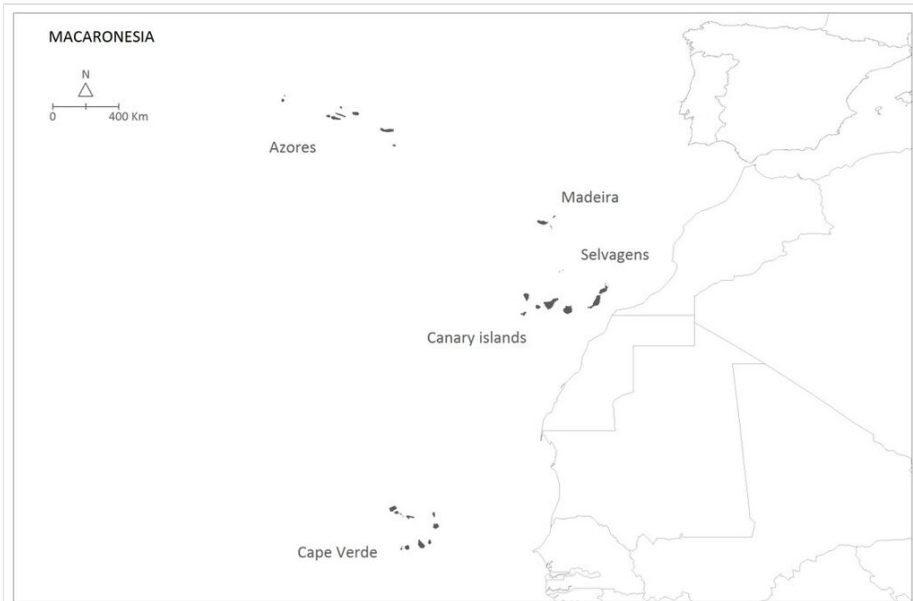 MACARONESIA
N
0 400 Km
Azores
Madeira
Selvagens
Canary islands
Cape Verde